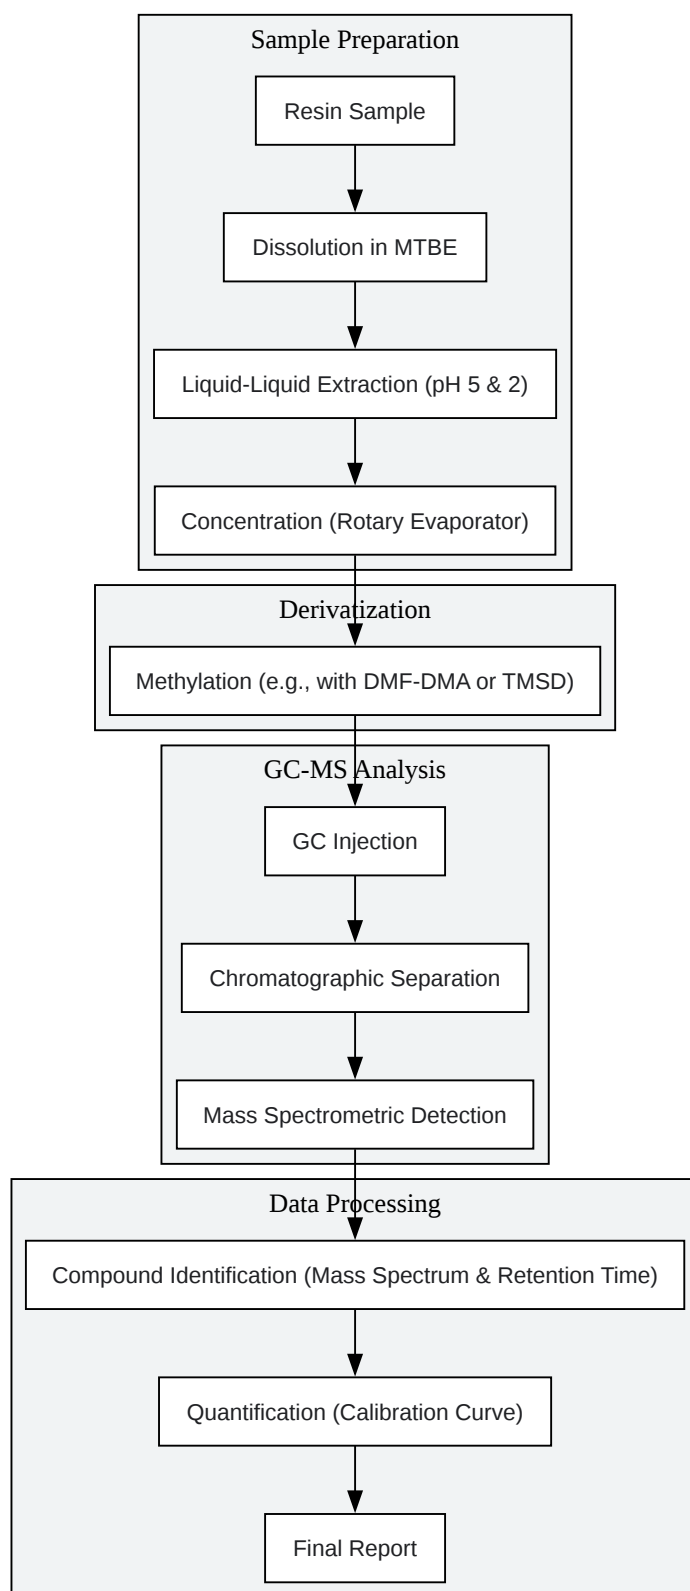 Sample Preparation
Resin Sample
Dissolution in MTBE
Liquid-Liquid Extraction (pH 5 & 2)
Concentration (Rotary Evaporator)
Derivatization
Methylation (e.g., with DMF-DMA or TMSD)
GC-MS Analysis
GC Injection
Chromatographic Separation
Mass Spectrometric Detection
Data Processing
Compound Identification (Mass Spectrum & Retention Time)
Quantification (Calibration Curve)
Final Report